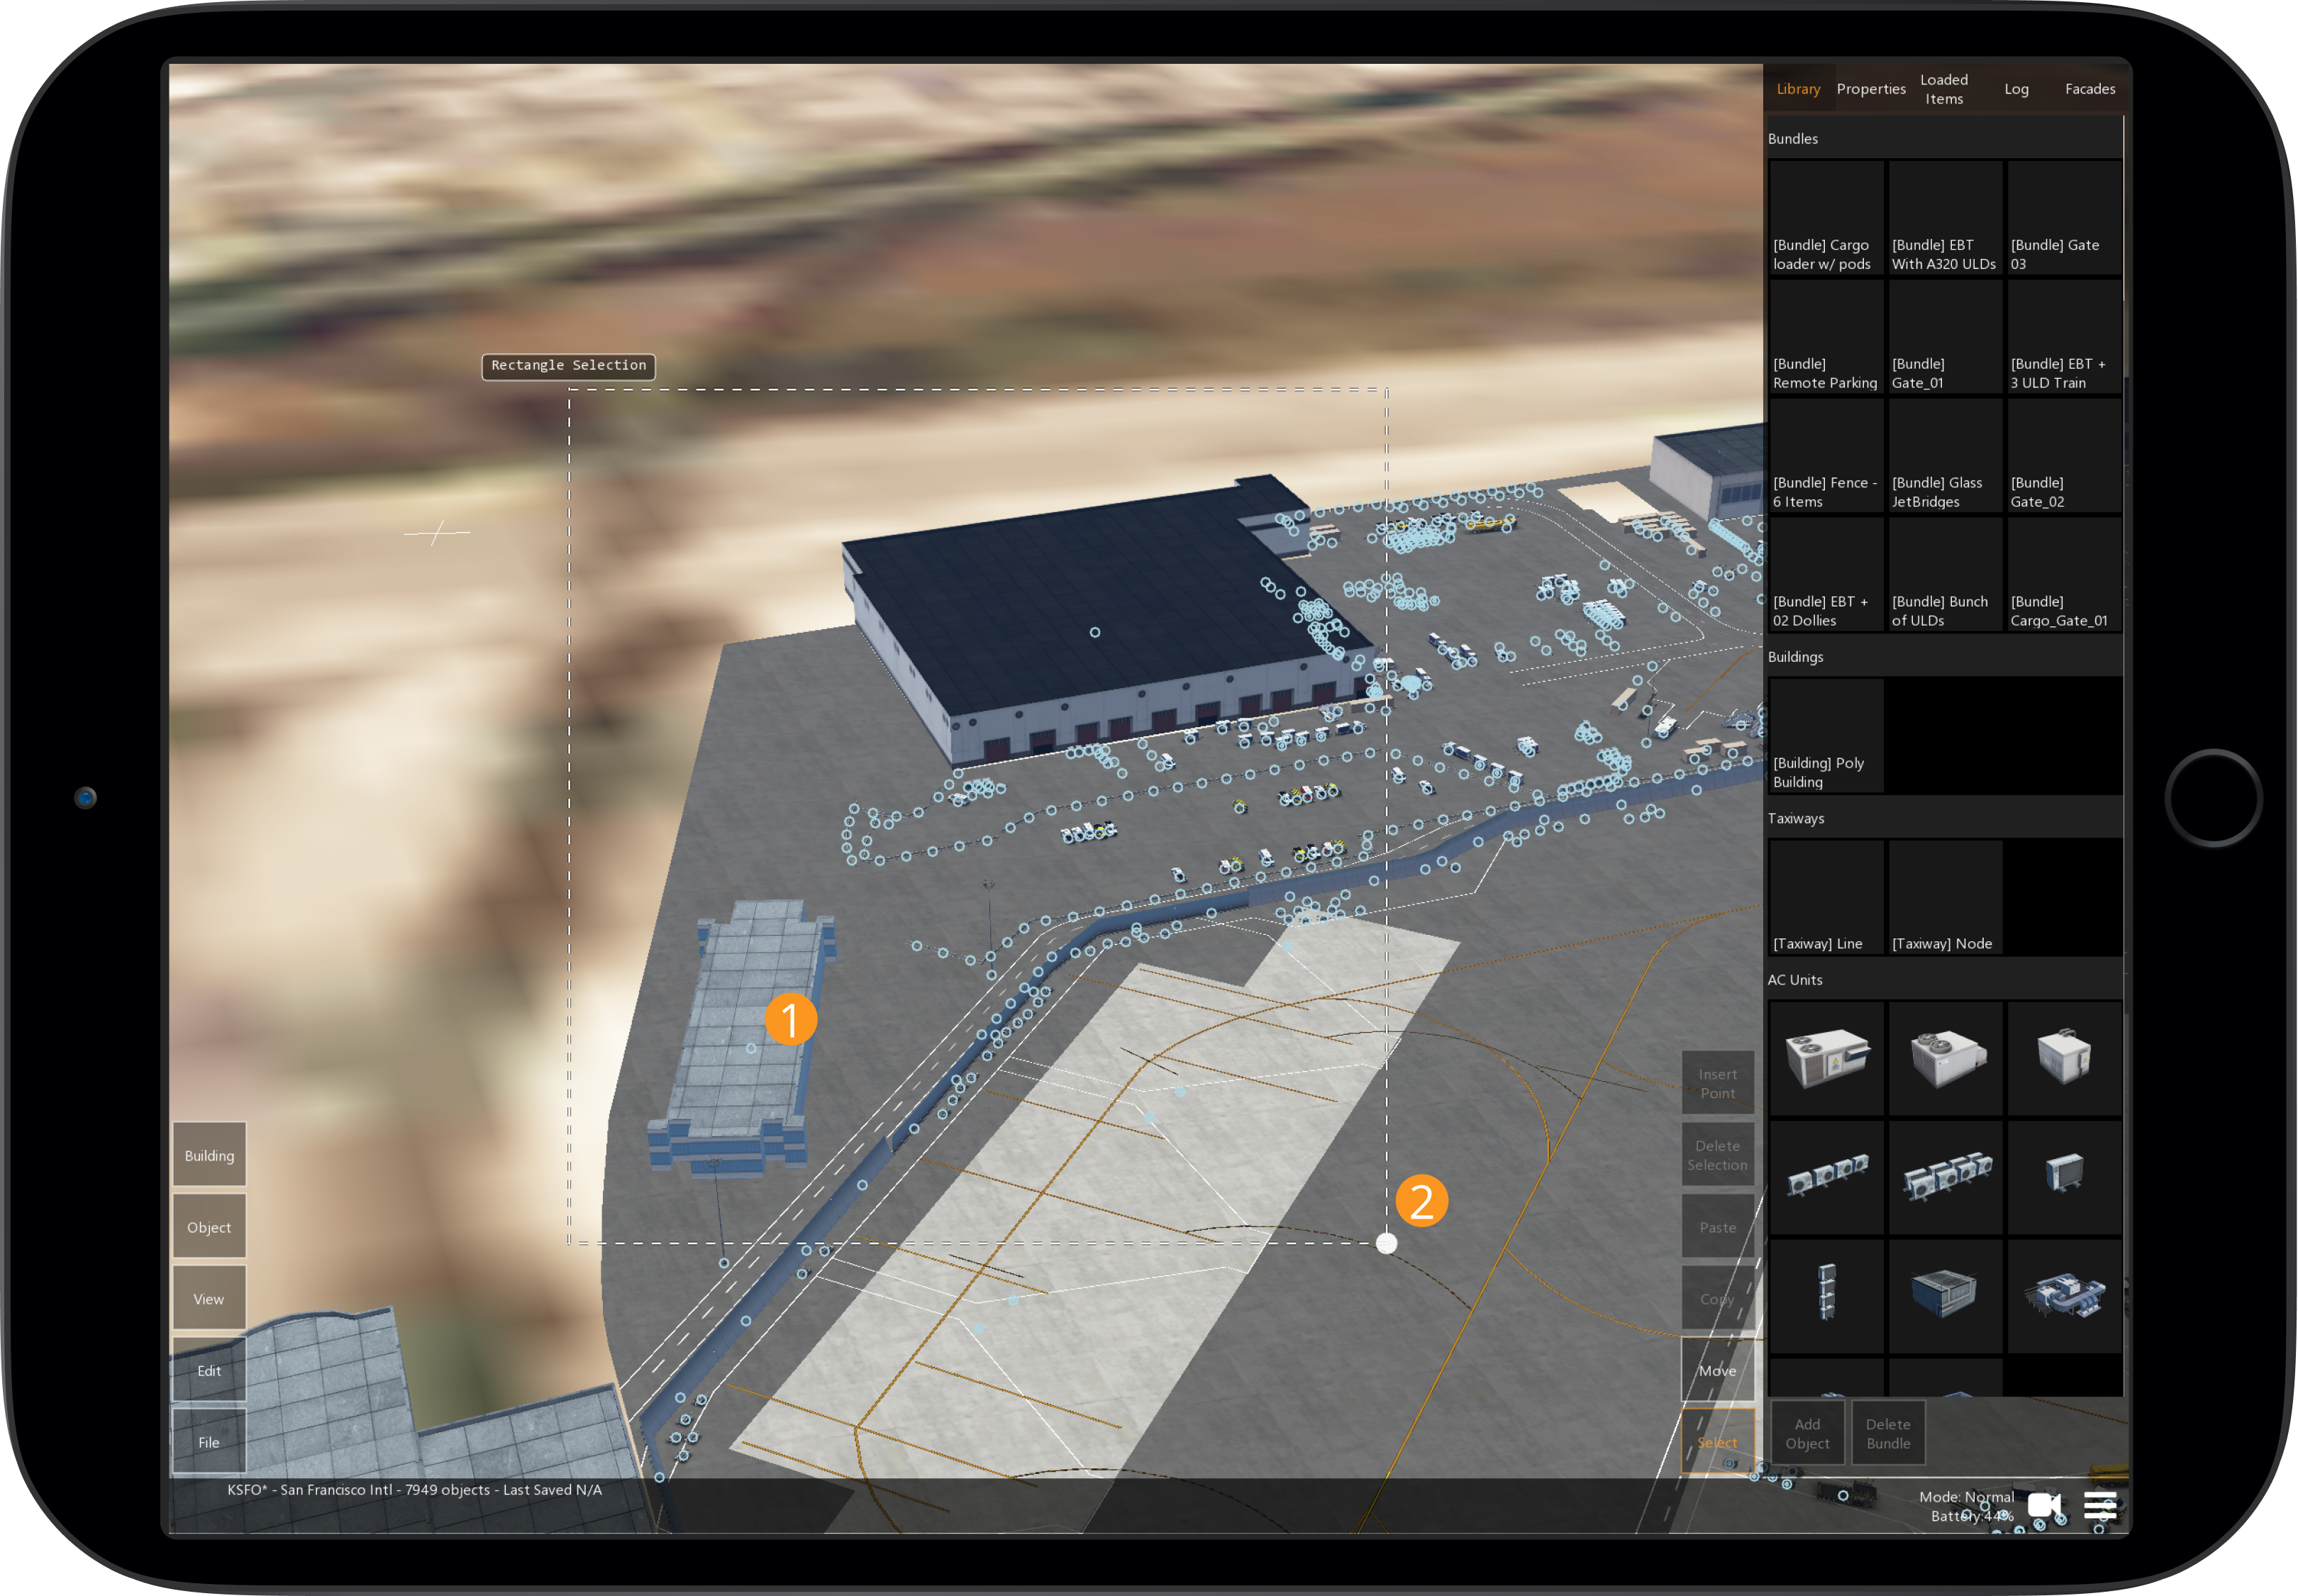 Library
Properties
Loaded
Items
Log
Facades
Bundles
[Bundle] Cargo
loader w/ pods
[Bundle] EBT
With A320 ULDs
[Bundle] Gate
03
[Bundle]
Remote Parking
[Bundle]
Gate_01
[Bundle] EBT +
3 ULD Train
[Bundle] Fence -
6 Items
[Bundle] Glass
JetBridges
[Bundle]
Gate_02
[Bundle] EBT +
02 Dollies
[Bundle] Bunch
of ULDs
[Bundle]
Cargo_Gate_01
Buildings
[Building] Poly
Building
Taxiways
[Taxiway] Line
[Taxiway] Node
AC Units
Rectangle Selection
1
2
Building
Object
View
Edit
File
Insert
Point
Delete
Selection
Paste
Copy
Move
Select
Add
Object
Delete
Bundle
KSFO* - San Francisco Intl - 7949 objects - Last Saved N/A
Mode: Normal
Battery:44%